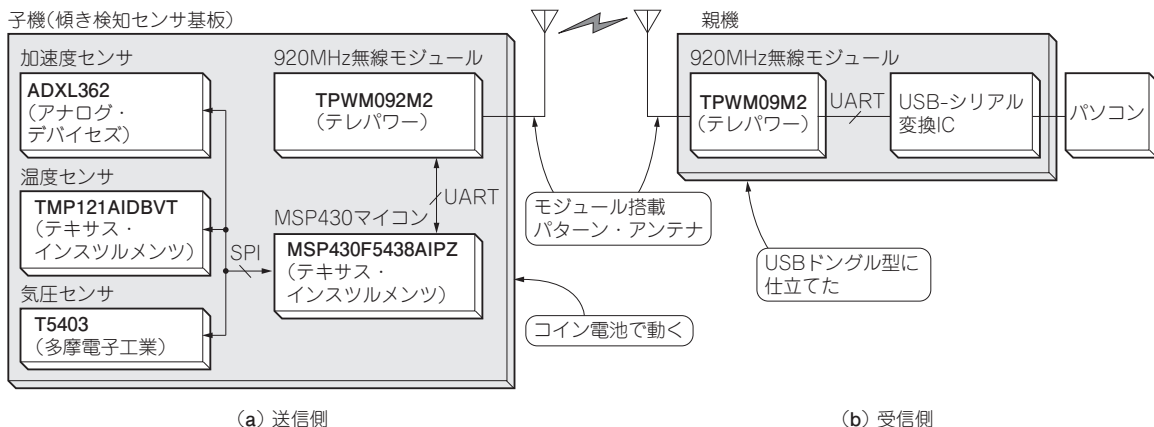 子機(傾き検知センサ基板)
加速度センサ
ADXL362
(アナログ・
デバイセズ)
温度センサ
TMP121AIDBVT
(テキサス・
インスツルメンツ)
気圧センサ
T5403
(多摩電子工業)
SPI
920MHz無線モジュール
TPWM092M2
(テレパワー)
UART
MSP430マイコン
MSP430F5438AIPZ
(テキサス・
インスツルメンツ)
モジュール搭載
パターン・アンテナ
コイン電池で動く
親機
920MHz無線モジュール
TPWM09M2
(テレパワー)
UART
USB-シリアル
変換IC
パソコン
USBドングル型に
仕立てた
(a) 送信側
(b) 受信側